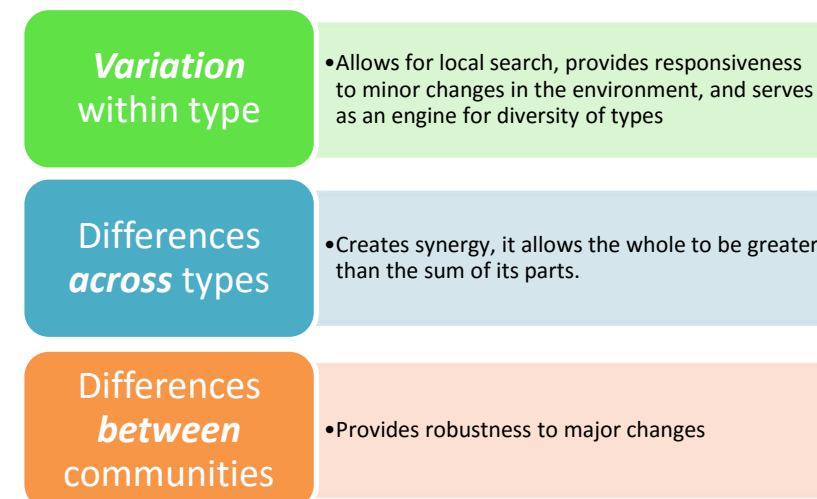 Variation
within type
•Allows for local search, provides responsiveness
to minor changes in the environment, and serves
as an engine for diversity of types
Differences
across types
•Creates synergy, it allows the whole to be greater
than the sum of its parts.
Differences
between
communities
•Provides robustness to major changes